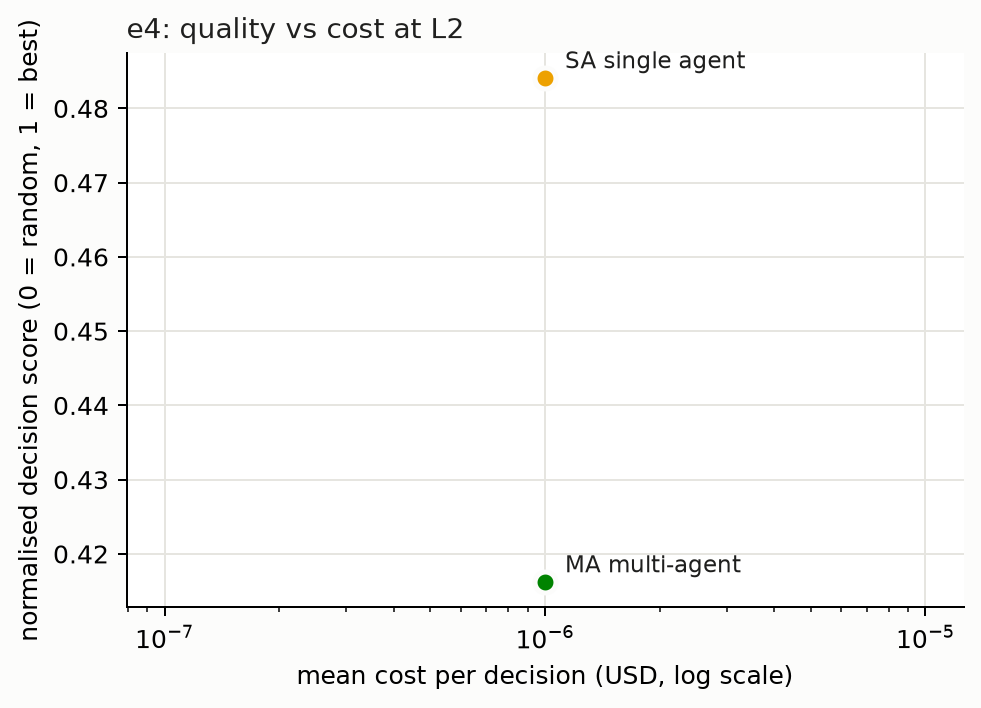 e4: quality vs cost at L2
normalised decision score (0 = random, 1 = best)
SA single agent
0.48
0.47
0.46
0.45
0.44
0.43
0.42
MA multi-agent
10⁻⁷
10⁻⁶
10⁻⁵
mean cost per decision (USD, log scale)